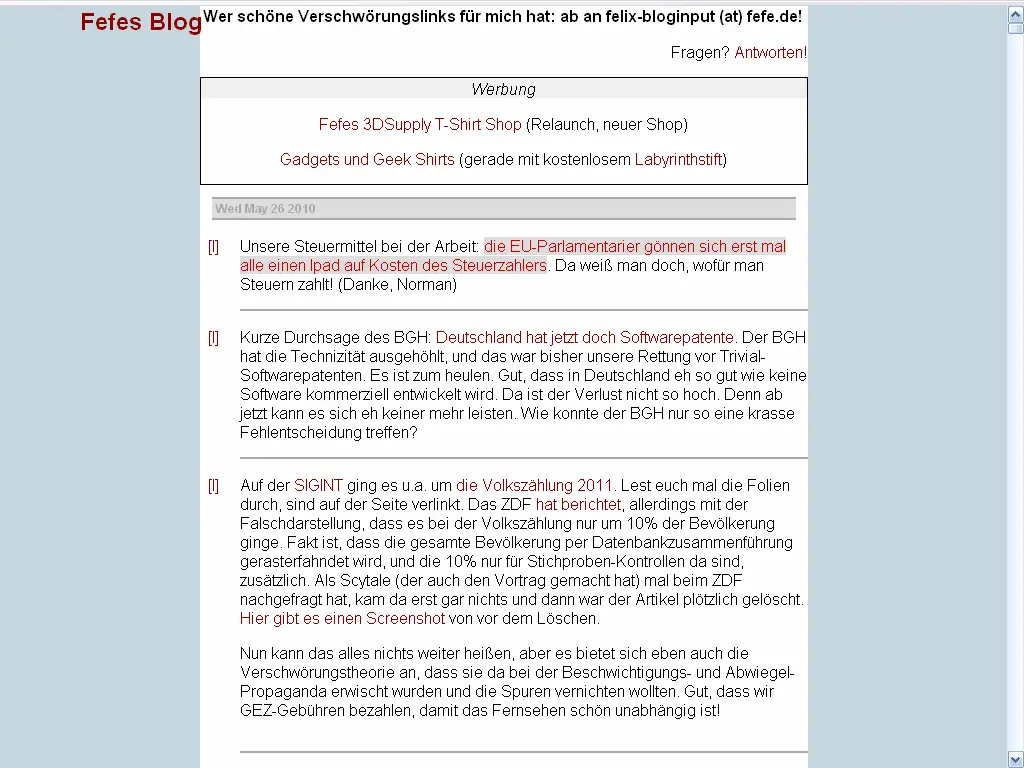 Fefes Blog
Wer schöne Verschwörungslinks für mich hat: ab an felix-bloginput (at) fefe.de!
Fragen? Antworten!
Werbung
Fefes 3DSupply T-Shirt Shop (Relaunch, neuer Shop)
Gadgets und Geek Shirts (gerade mit kostenlosem Labyrinthstift)
Wed May 26 2010
[l] Unsere Steuermittel bei der Arbeit: die EU-Parlamentarier gönnen sich erst mal
alle einen Ipad auf Kosten des Steuerzahlers. Da weiß man doch, wofür man
Steuern zahlt! (Danke, Norman)
[l] Kurze Durchsage des BGH: Deutschland hat jetzt doch Softwarepatente. Der BGH
hat die Technizität ausgehöhlt, und das war bisher unsere Rettung vor Trivial-
Softwarepatenten. Es ist zum heulen. Gut, dass in Deutschland eh so gut wie keine
Software kommerziell entwickelt wird. Da ist der Verlust nicht so hoch. Denn ab
jetzt kann es sich eh keiner mehr leisten. Wie konnte der BGH nur so eine krasse
Fehlentscheidung treffen?
[l] Auf der SIGINT ging es u.a. um die Volkszählung 2011. Lest euch mal die Folien
durch, sind auf der Seite verlinkt. Das ZDF hat berichtet, allerdings mit der
Falschdarstellung, dass es bei der Volkszählung nur um 10% der Bevölkerung
ginge. Fakt ist, dass die gesamte Bevölkerung per Datenbankzusammenführung
gerasterfahndet wird, und die 10% nur für Stichproben-Kontrollen da sind,
zusätzlich. Als Scytale (der auch den Vortrag gemacht hat) mal beim ZDF
nachgefragt hat, kam da erst gar nichts und dann war der Artikel plötzlich gelöscht.
Hier gibt es einen Screenshot von vor dem Löschen.
Nun kann das alles nichts weiter heißen, aber es bietet sich eben auch die
Verschwörungstheorie an, dass sie da bei der Beschwichtigungs- und Abwiegel-
Propaganda erwischt wurden und die Spuren vernichten wollten. Gut, dass wir
GEZ-Gebühren bezahlen, damit das Fernsehen schön unabhängig ist!